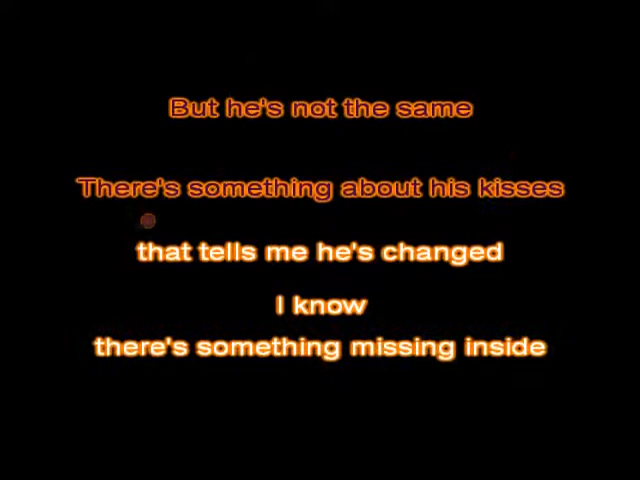 But he's not the same
There's something about his kisses
that tells me he's changed
I know
there's something missing inside